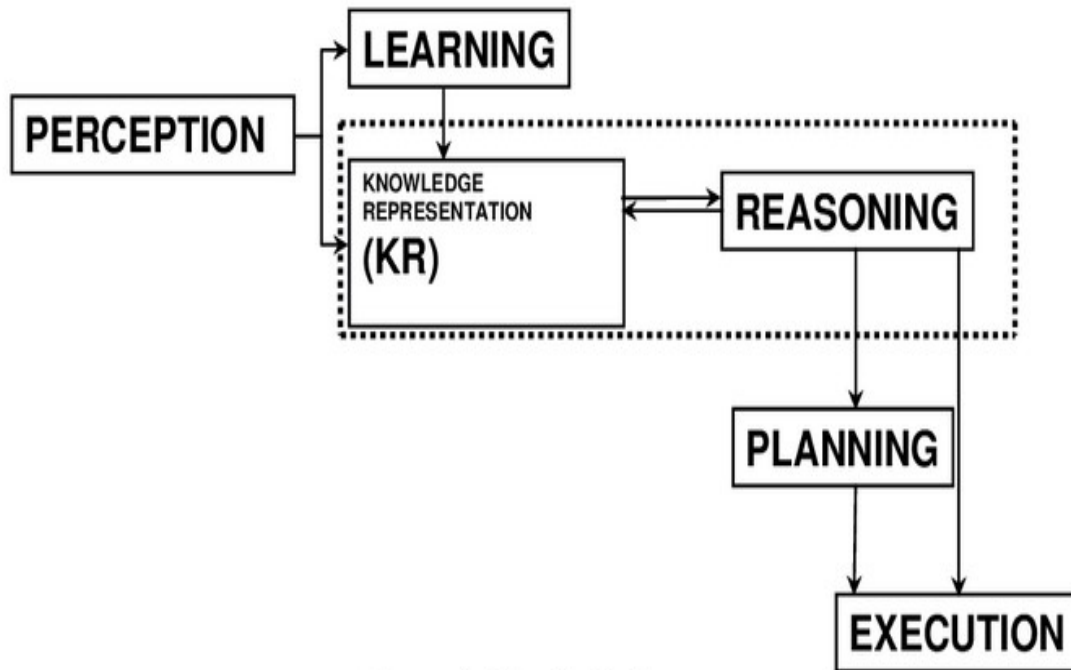 LEARNING
PERCEPTION
KNOWLEDGE
REPRESENTATION
(KR)
REASONING
PLANNING
EXECUTION